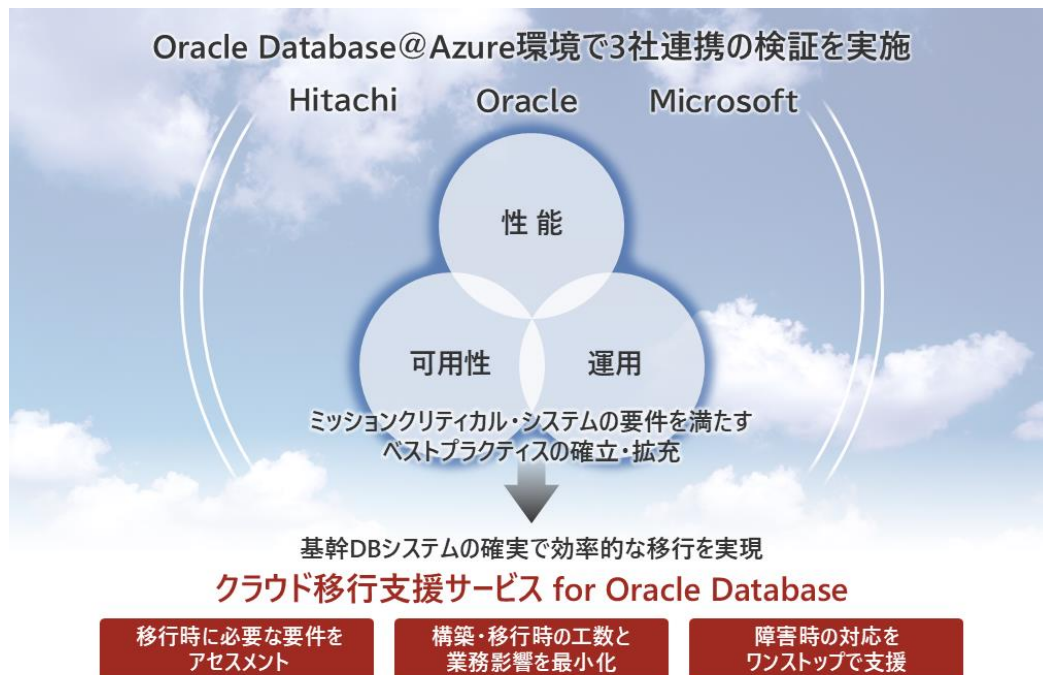 Oracle Database@Azure環境で3社連携の検証を実施
Hitachi Oracle Microsoft
性能
可用性 運用
ミッションクリティカル・システムの要件を満たす
ベストプラクティスの確立・拡充
基幹DBシステムの確実で効率的な移行を実現
クラウド移行支援サービス for Oracle Database
移行時に必要な要件を
アセスメント
構築・移行時の工数と
業務影響を最小化
障害時の対応を
ワンストップで支援